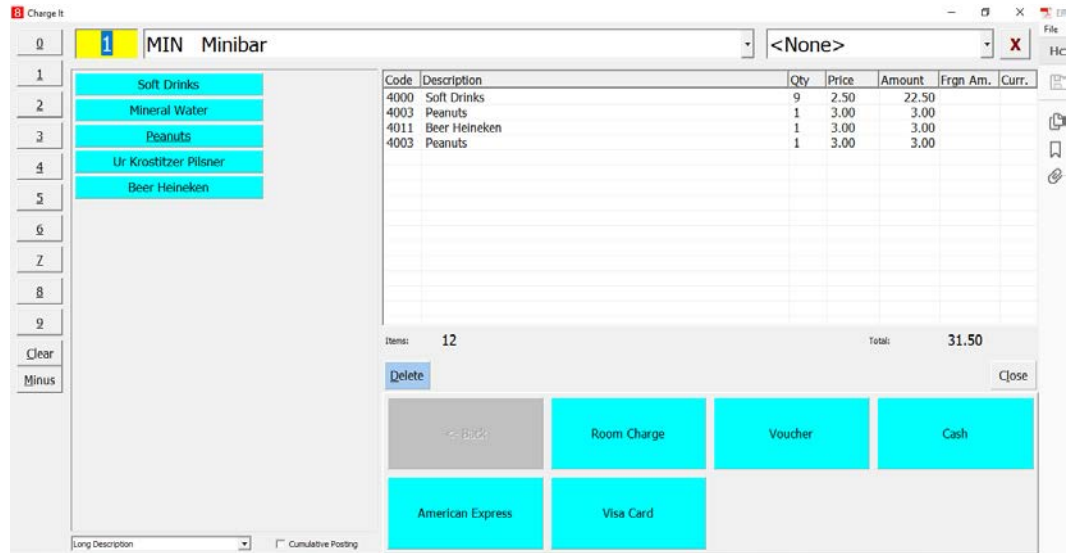 8 Charge It
File
0
1 MIN Minibar <None> X
1
2
3
4
5
6
7
8
9
Clear
Minus
Soft Drinks
Mineral Water
Peanuts
Ur Krostitzer Pilsner
Beer Heineken
Code Description Qty Price Amount Frgn Am. Curr.
4000 Soft Drinks 9 2.50 22.50
4003 Peanuts 1 3.00 3.00
4011 Beer Heineken 1 3.00 3.00
4003 Peanuts 1 3.00 3.00
Items: 12 Total: 31.50
Delete Close
<- Back Room Charge Voucher Cash
American Express Visa Card
Long Description Cumulative Posting